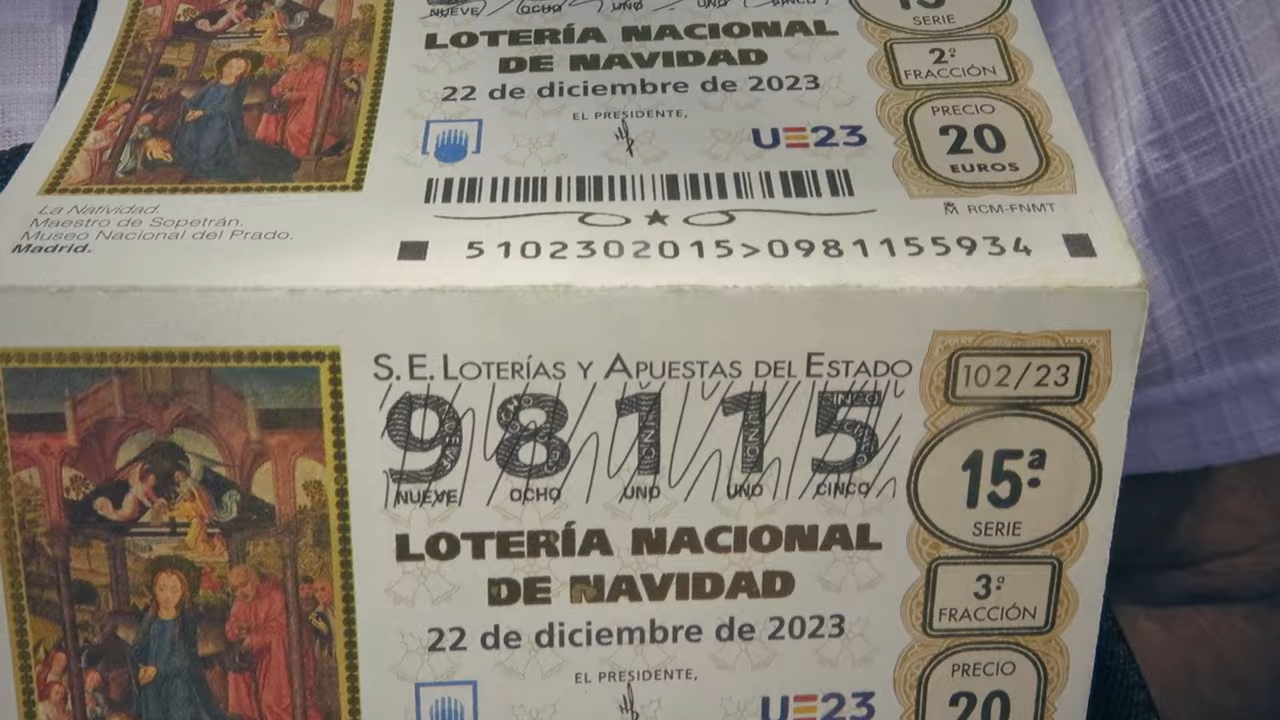 NUEVE OCHO UNO UNO CINCO
15ª
SERIE
LOTERÍA NACIONAL
DE NAVIDAD
22 de diciembre de 2023
EL PRESIDENTE,
UE23
2ª
FRACCIÓN
PRECIO
20
EUROS
La Natividad.
Maestro de Sopetrán.
Museo Nacional del Prado.
Madrid.
RCM-FNMT
5102302015>0981155934
S.E. LOTERÍAS Y APUESTAS DEL ESTADO
102/23
98115
NUEVE OCHO UNO UNO CINCO
15ª
SERIE
LOTERÍA NACIONAL
DE NAVIDAD
22 de diciembre de 2023
EL PRESIDENTE,
UE23
3ª
FRACCIÓN
PRECIO
20